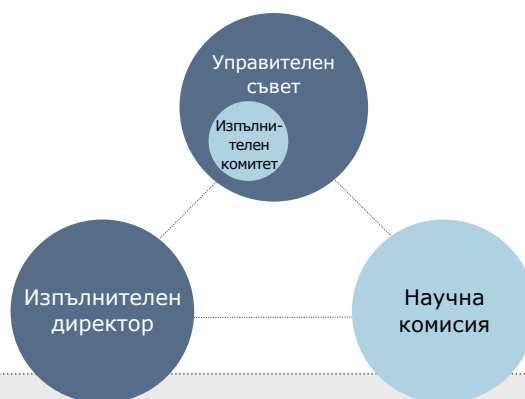 Управителен
съвет
Изпълни-
телен
комитет
Изпълнителен
директор
Научна
комисия